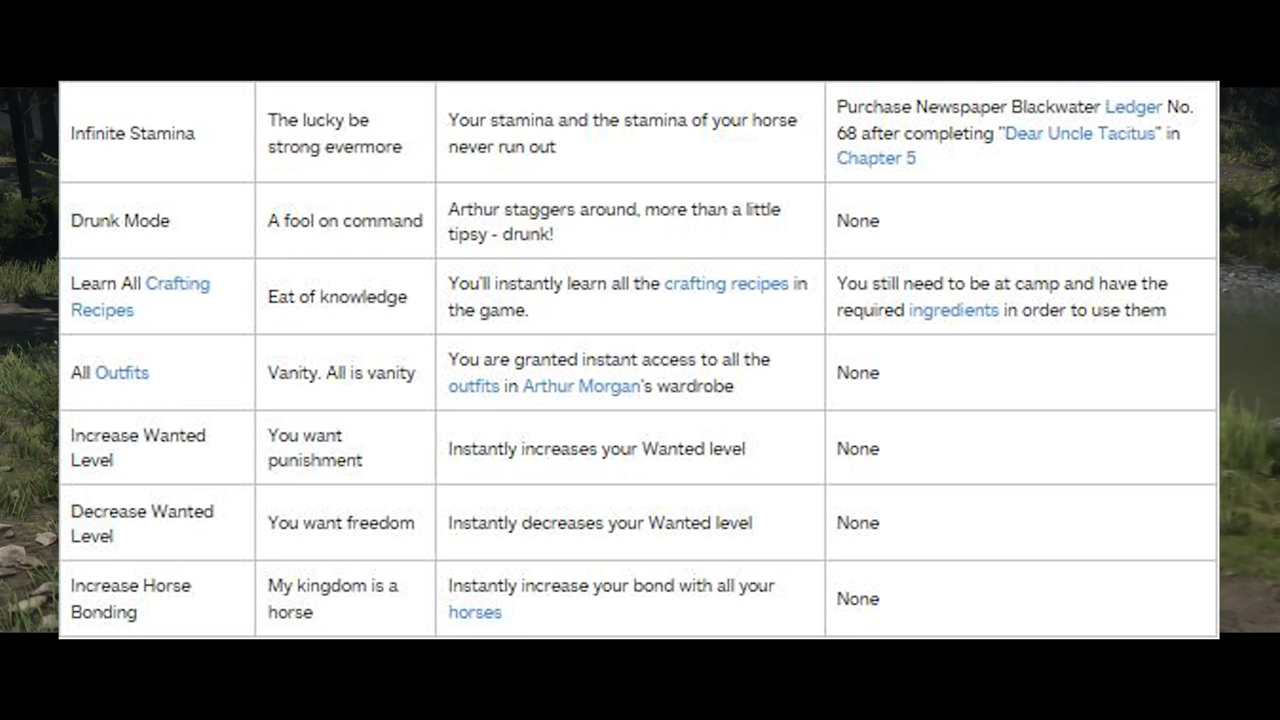 Infinite Stamina
The lucky be
strong evermore
Your stamina and the stamina of your horse
never run out
Purchase Newspaper Blackwater Ledger No.
68 after completing "Dear Uncle Tacitus" in
Chapter 5
Drunk Mode
A fool on command
Arthur staggers around, more than a little
tipsy - drunk!
None
Learn All Crafting
Recipes
Eat of knowledge
You'll instantly learn all the crafting recipes in
the game.
You still need to be at camp and have the
required ingredients in order to use them
All Outfits
Vanity. All is vanity
You are granted instant access to all the
outfits in Arthur Morgan's wardrobe
None
Increase Wanted
Level
You want
punishment
Instantly increases your Wanted level
None
Decrease Wanted
Level
You want freedom
Instantly decreases your Wanted level
None
Increase Horse
Bonding
My kingdom is a
horse
Instantly increase your bond with all your
horses
None